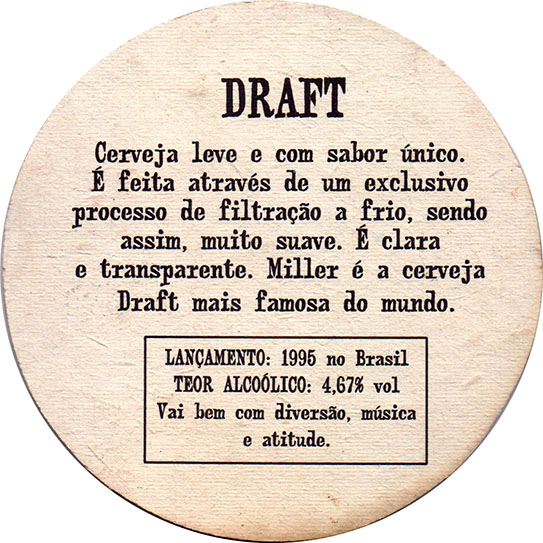 DRAFT
Cerveja leve e com sabor único.
É feita através de um exclusivo
processo de filtração a frio, sendo
assim, muito suave. É clara
e transparente. Miller é a cerveja
Draft mais famosa do mundo.
LANÇAMENTO: 1995 no Brasil
TEOR ALCOÓLICO: 4,67% vol
Vai bem com diversão, música
e atitude.